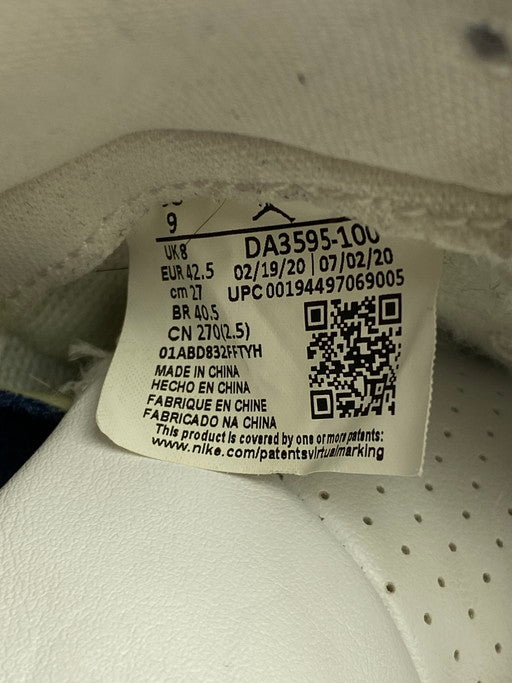 9
UK 8
DA3595-100
EUR 42.5
02/19/20 | 07/02/20
cm 27
UPC 00194497069005
BR 40.5
CN 270(2.5)
01ABD832FFTYH
MADE IN CHINA
HECHO EN CHINA
FABRIQUE EN CHINE
FABRICADO NA CHINA
This product is covered by one or more patents:
www.nike.com/patentsvirtualmarking